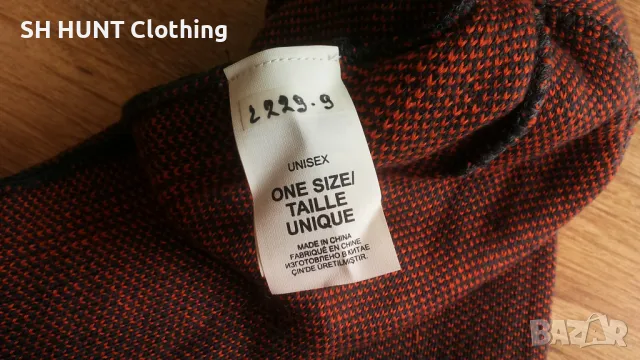 SH HUNT Clothing
2229-9
UNISEX
ONE SIZE/
TAILLE
UNIQUE
MADE IN CHINA
FABRIQUÉ EN CHINE
ИЗГОТОВЛЕНО В КИТАЕ
ÇİN'DE ÜRETİLMİŞTİR.
BAZAR